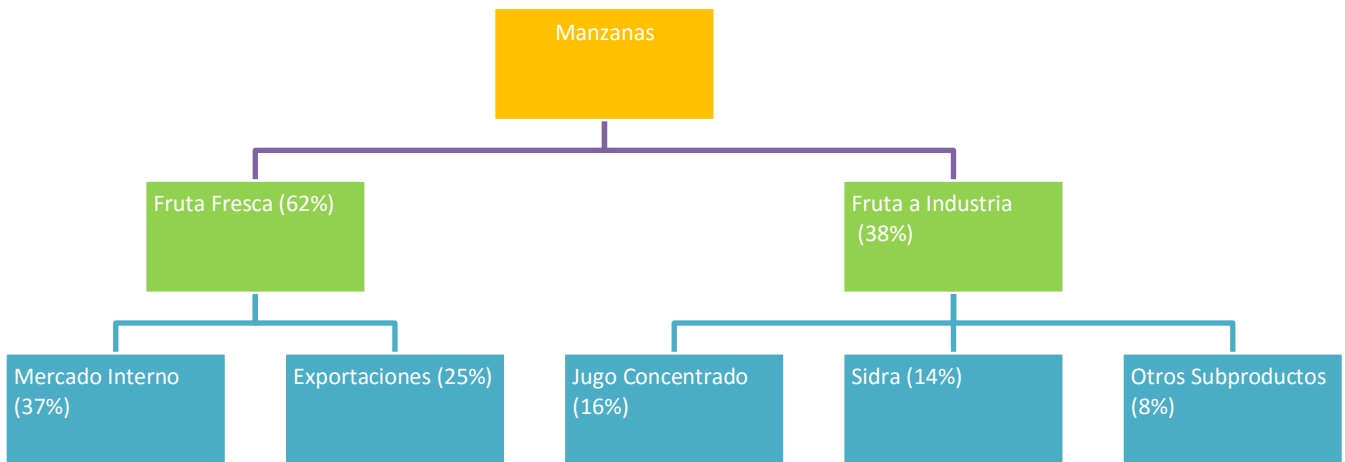 Manzanas
Fruta Fresca (62%)
Fruta a Industria
(38%)
Mercado Interno
(37%)
Exportaciones (25%)
Jugo Concentrado
(16%)
Sidra (14%)
Otros Subproductos
(8%)